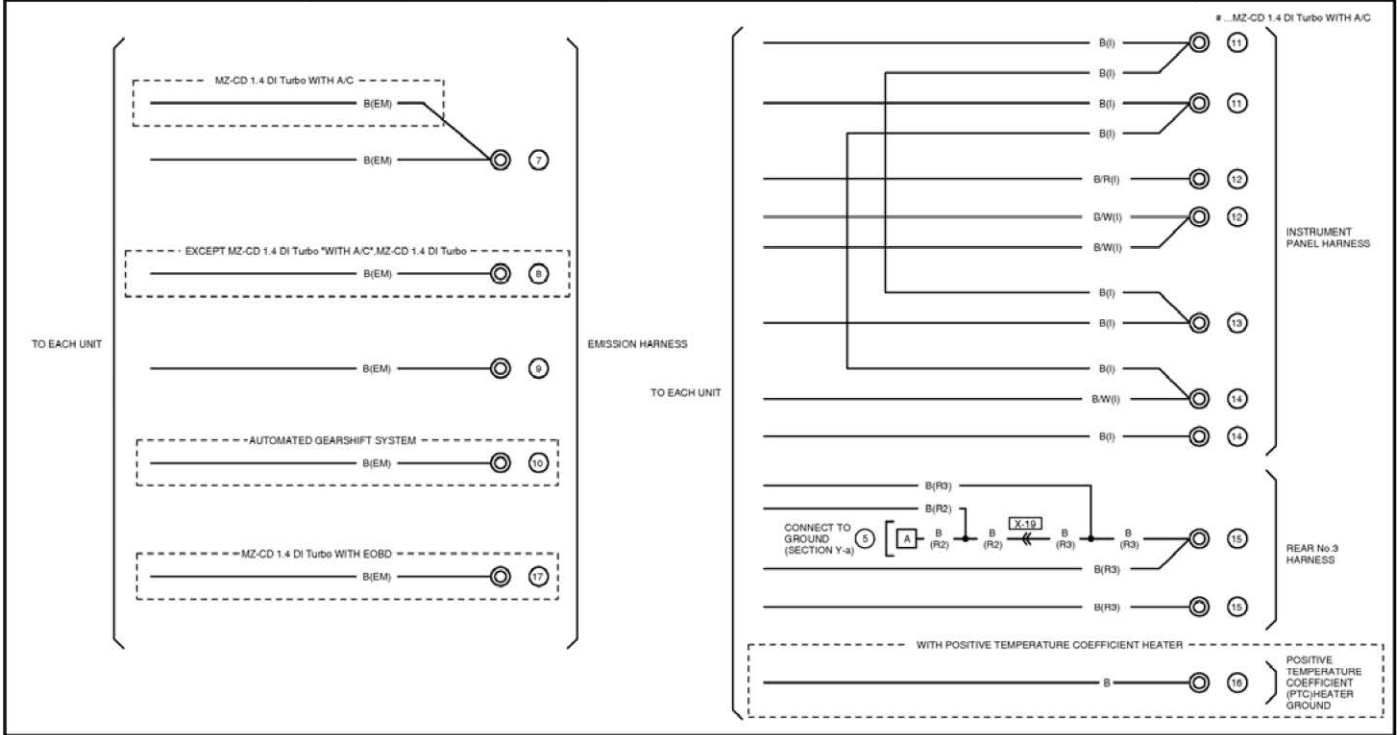 # ...MZ-CD 1.4 DI Turbo WITH A/C
MZ-CD 1.4 DI Turbo WITH A/C
B(EM)
B(EM)
7
EXCEPT MZ-CD 1.4 DI Turbo "WITH A/C",MZ-CD 1.4 DI Turbo
B(EM)
8
TO EACH UNIT
EMISSION HARNESS
B(EM)
9
AUTOMATED GEARSHIFT SYSTEM
B(EM)
10
MZ-CD 1.4 DI Turbo WITH EOBD
B(EM)
17
TO EACH UNIT
B(I)
11
B(I)
B(I)
11
B(I)
B/R(I)
12
B/W(I)
12
B/W(I)
INSTRUMENT
PANEL HARNESS
B(I)
B(I)
13
B(I)
B/W(I)
14
B(I)
14
B(R3)
B(R2)
CONNECT TO
GROUND
(SECTION Y-a)
5
A
B
(R2)
B
(R2)
X-19
B
(R3)
B
(R3)
15
B(R3)
REAR No.3
HARNESS
B(R3)
15
WITH POSITIVE TEMPERATURE COEFFICIENT HEATER
B
16
POSITIVE
TEMPERATURE
COEFFICIENT
(PTC)HEATER
GROUND